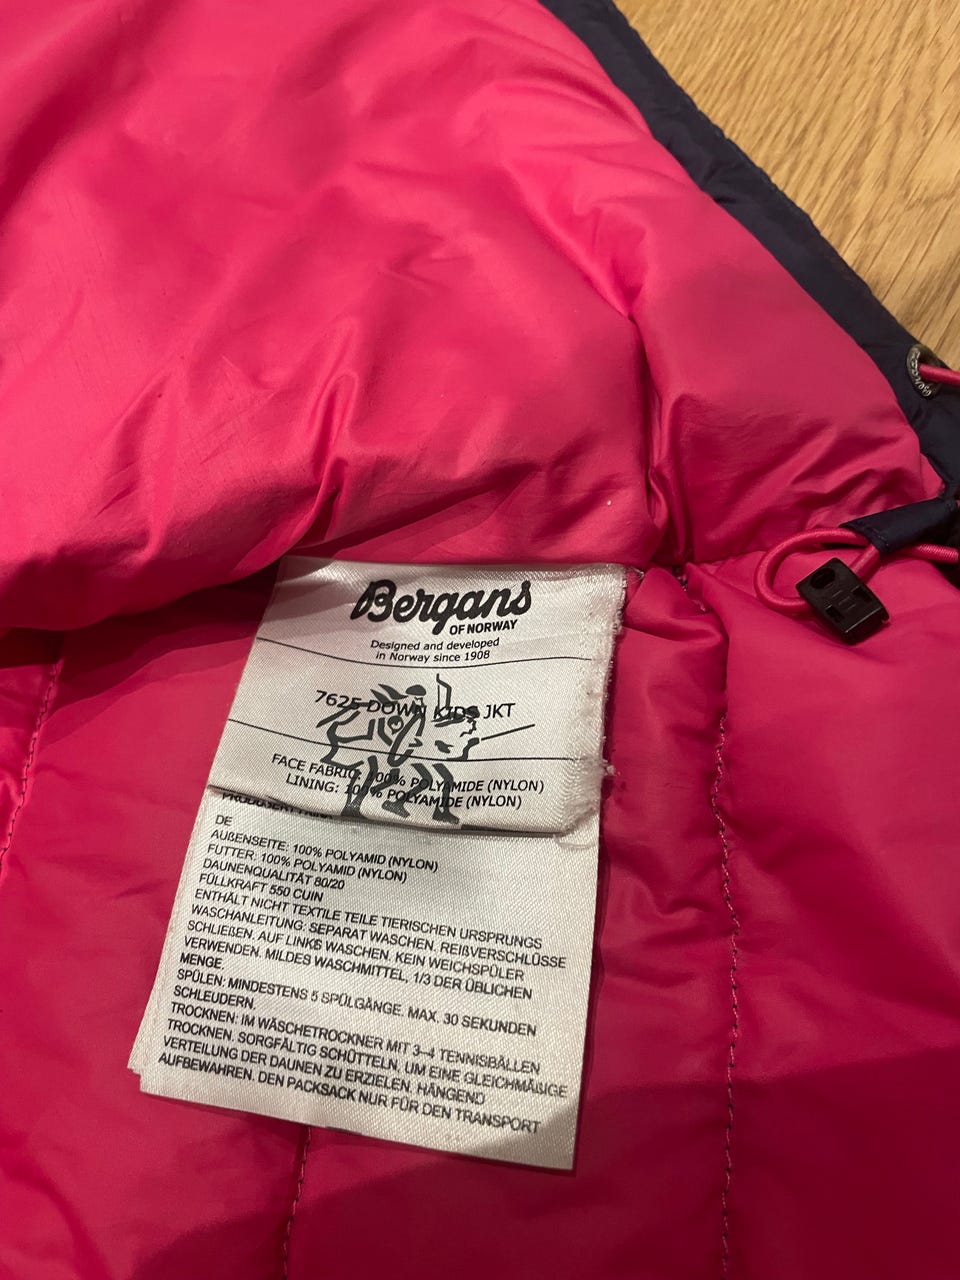 Bergans
OF NORWAY
Designed and developed
in Norway since 1908
7625 DOWN KIDS JKT
FACE FABRIC: 100% POLYAMIDE (NYLON)
LINING: 100% POLYAMIDE (NYLON)
DE
AUßENSEITE: 100% POLYAMID (NYLON)
FUTTER: 100% POLYAMID (NYLON)
DAUNENQUALITÄT 80/20
FÜLLKRAFT 550 CUIN
ENTHÄLT NICHT TEXTILE TEILE TIERISCHEN URSPRUNGS
WASCHANLEITUNG: SEPARAT WASCHEN. REIßVERSCHLÜSSE
SCHLIEßEN. AUF LINKS WASCHEN. KEIN WEICHSPÜLER
VERWENDEN. MILDES WASCHMITTEL, 1/3 DER ÜBLICHEN
MENGE.
SPÜLEN: MINDESTENS 5 SPÜLGÄNGE. MAX. 30 SEKUNDEN
SCHLEUDERN.
TROCKNEN: IM WÄSCHETROCKNER MIT 3–4 TENNISBÄLLEN
TROCKNEN. SORGFÄLTIG SCHÜTTELN, UM EINE GLEICHMÄßIGE
VERTEILUNG DER DAUNEN ZU ERZIELEN. HÄNGEND
AUFBEWAHREN. DEN PACKSACK NUR FÜR DEN TRANSPORT